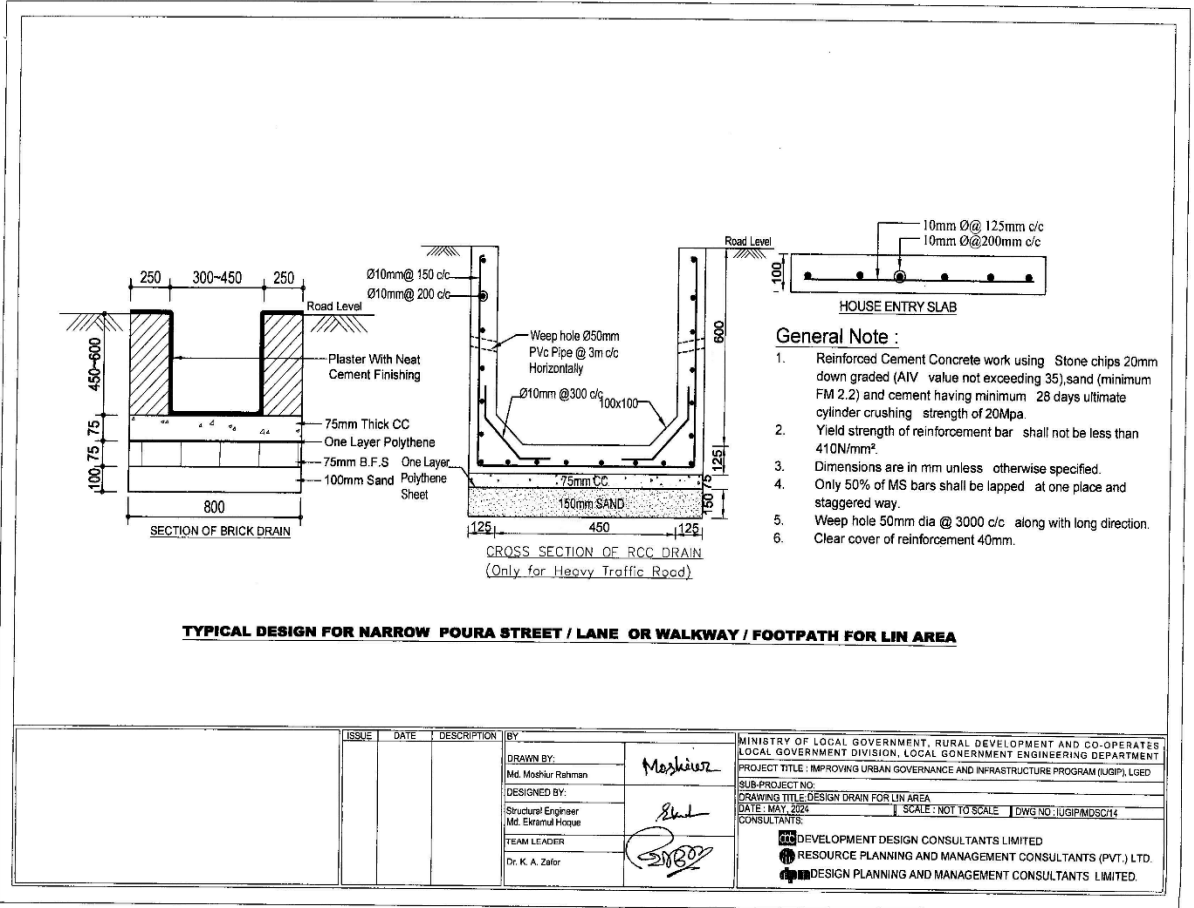 250
300~450
250
Road Level
450~600
75
75
100
Plaster With Neat
Cement Finishing
75mm Thick CC
One Layer Polythene
75mm B.F.S
100mm Sand
800
SECTION OF BRICK DRAIN
Road Level
Ø10mm@ 150 c/c
Ø10mm@ 200 c/c
Weep hole Ø50mm
PVc Pipe @ 3m c/c
Horizontally
Ø10mm @300 c/c
100x100
600
125
75
150
One Layer
Polythene
Sheet
75mm CC
150mm SAND
125
450
125
CROSS SECTION OF RCC DRAIN
(Only for Heavy Traffic Road)
10mm Ø@ 125mm c/c
10mm Ø@200mm c/c
100
HOUSE ENTRY SLAB
General Note :
1. Reinforced Cement Concrete work using Stone chips 20mm
down graded (AIV value not exceeding 35),sand (minimum
FM 2.2) and cement having minimum 28 days ultimate
cylinder crushing strength of 20Mpa.
2. Yield strength of reinforcement bar shall not be less than
410N/mm².
3. Dimensions are in mm unless otherwise specified.
4. Only 50% of MS bars shall be lapped at one place and
staggered way.
5. Weep hole 50mm dia @ 3000 c/c along with long direction.
6. Clear cover of reinforcement 40mm.
TYPICAL DESIGN FOR NARROW POURA STREET / LANE OR WALKWAY / FOOTPATH FOR LIN AREA
ISSUE DATE DESCRIPTION BY
DRAWN BY:
Md. Moshiur Rahman
Moshiur
DESIGNED BY:
Structural Engineer
Md. Ekramul Hoque
TEAM LEADER
Dr. K. A. Zafor
MINISTRY OF LOCAL GOVERNMENT, RURAL DEVELOPMENT AND CO-OPERATES
LOCAL GOVERNMENT DIVISION, LOCAL GONERNMENT ENGINEERING DEPARTMENT
PROJECT TITLE : IMPROVING URBAN GOVERNANCE AND INFRASTRUCTURE PROGRAM (IUGIP), LGED
SUB-PROJECT NO:
DRAWING TITLE:DESIGN DRAIN FOR LIN AREA
DATE : MAY, 2024 SCALE : NOT TO SCALE DWG NO : IUGIP/MDSC/14
CONSULTANTS:
ddc DEVELOPMENT DESIGN CONSULTANTS LIMITED
RESOURCE PLANNING AND MANAGEMENT CONSULTANTS (PVT.) LTD.
dpm DESIGN PLANNING AND MANAGEMENT CONSULTANTS LIMITED.